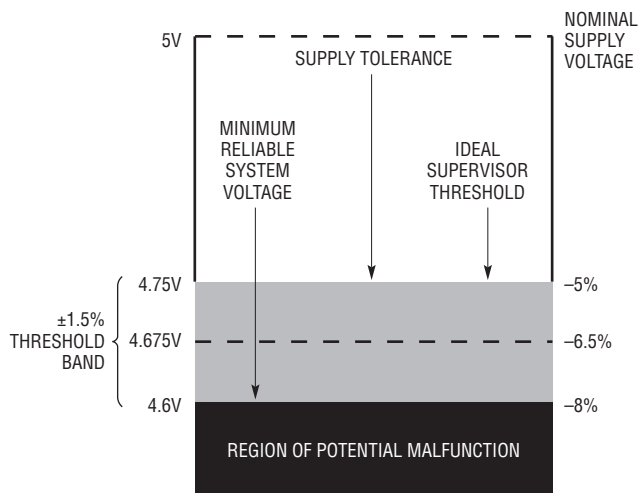 NOMINAL
SUPPLY
VOLTAGE
5V
SUPPLY TOLERANCE
MINIMUM
RELIABLE
SYSTEM
VOLTAGE
IDEAL
SUPERVISOR
THRESHOLD
4.75V
–5%
±1.5%
THRESHOLD
BAND
4.675V
–6.5%
4.6V
–8%
REGION OF POTENTIAL MALFUNCTION